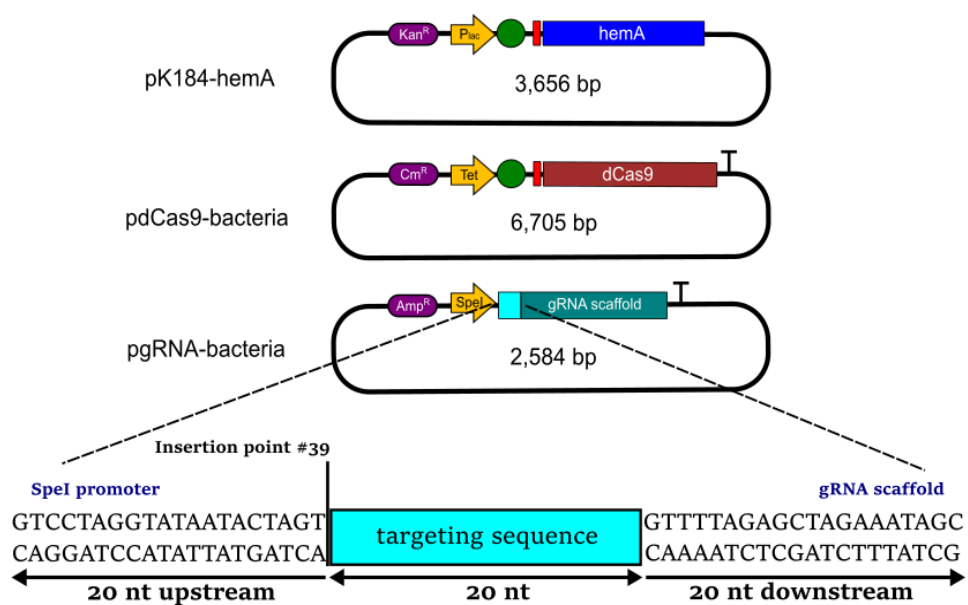 Kan^R
P_lac
hemA
pK184-hemA
3,656 bp
Cm^R
Tet
dCas9
pdCas9-bacteria
6,705 bp
Amp^R
SpeI
gRNA scaffold
pgRNA-bacteria
2,584 bp
Insertion point #39
SpeI promoter
gRNA scaffold
GTCCTAGGTATAATACTAGT
targeting sequence
GTTTTAGAGCTAGAAATAGC
CAGGATCCATATTATGATCA
CAAAATCTCGATCTTTATCG
20 nt upstream
20 nt
20 nt downstream